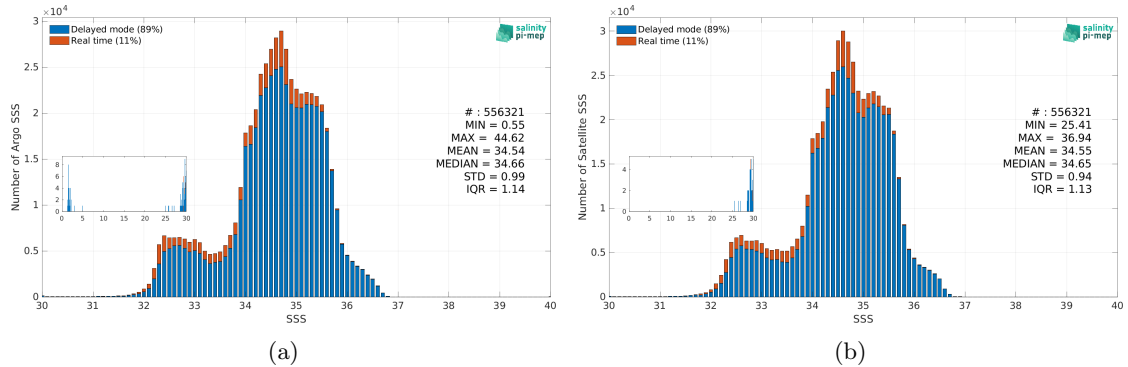 ×10^4
Delayed mode (89%)
Real time (11%)
salinity
pi-mep
# : 556321
MIN = 0.55
MAX = 44.62
MEAN = 34.54
MEDIAN = 34.66
STD = 0.99
IQR = 1.14
Number of Argo SSS
3
2.5
2
1.5
1
0.5
0
8
6
4
2
0
0 5 10 15 20 25 30
30 31 32 33 34 35 36 37 38 39 40
SSS
(a)
×10^4
Delayed mode (89%)
Real time (11%)
salinity
pi-mep
# : 556321
MIN = 25.41
MAX = 36.94
MEAN = 34.55
MEDIAN = 34.65
STD = 0.94
IQR = 1.13
Number of Satellite SSS
3
2.5
2
1.5
1
0.5
0
4
2
0
0 5 10 15 20 25 30
30 31 32 33 34 35 36 37 38 39 40
SSS
(b)